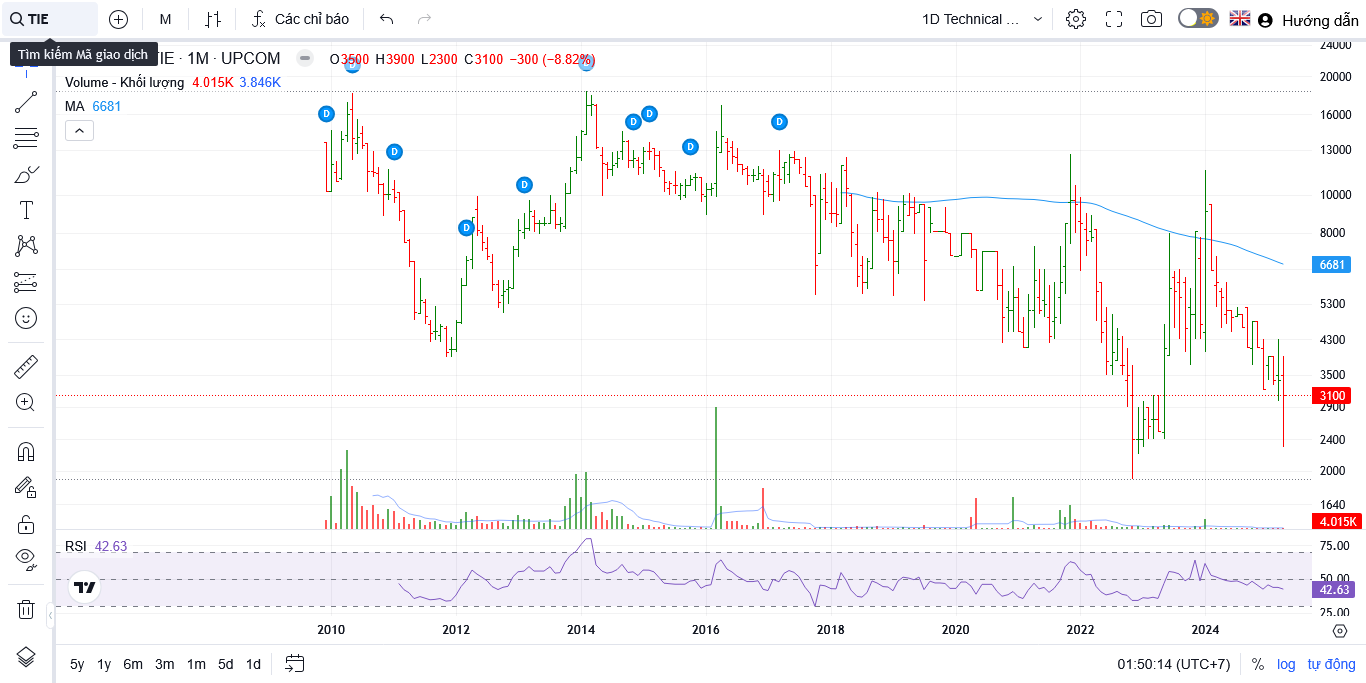 TIE
M
Các chỉ báo
1D Technical ...
Hướng dẫn
Tìm kiếm Mã giao dịch
TIE · 1M · UPCOM
O3500 H3900 L2300 C3100 −300 (−8.82%)
Volume - Khối lượng 4.015K 3.846K
MA 6681
D
D
D
D
D
D
D
D
D
D
24000
20000
16000
13000
10000
8000
6681
5300
4300
3500
3100
2900
2400
2000
1640
4.015K
RSI 42.63
75.00
50.00
42.63
25.00
2010 2012 2014 2016 2018 2020 2022 2024
5y 1y 6m 3m 1m 5d 1d
01:50:14 (UTC+7) % log tự động